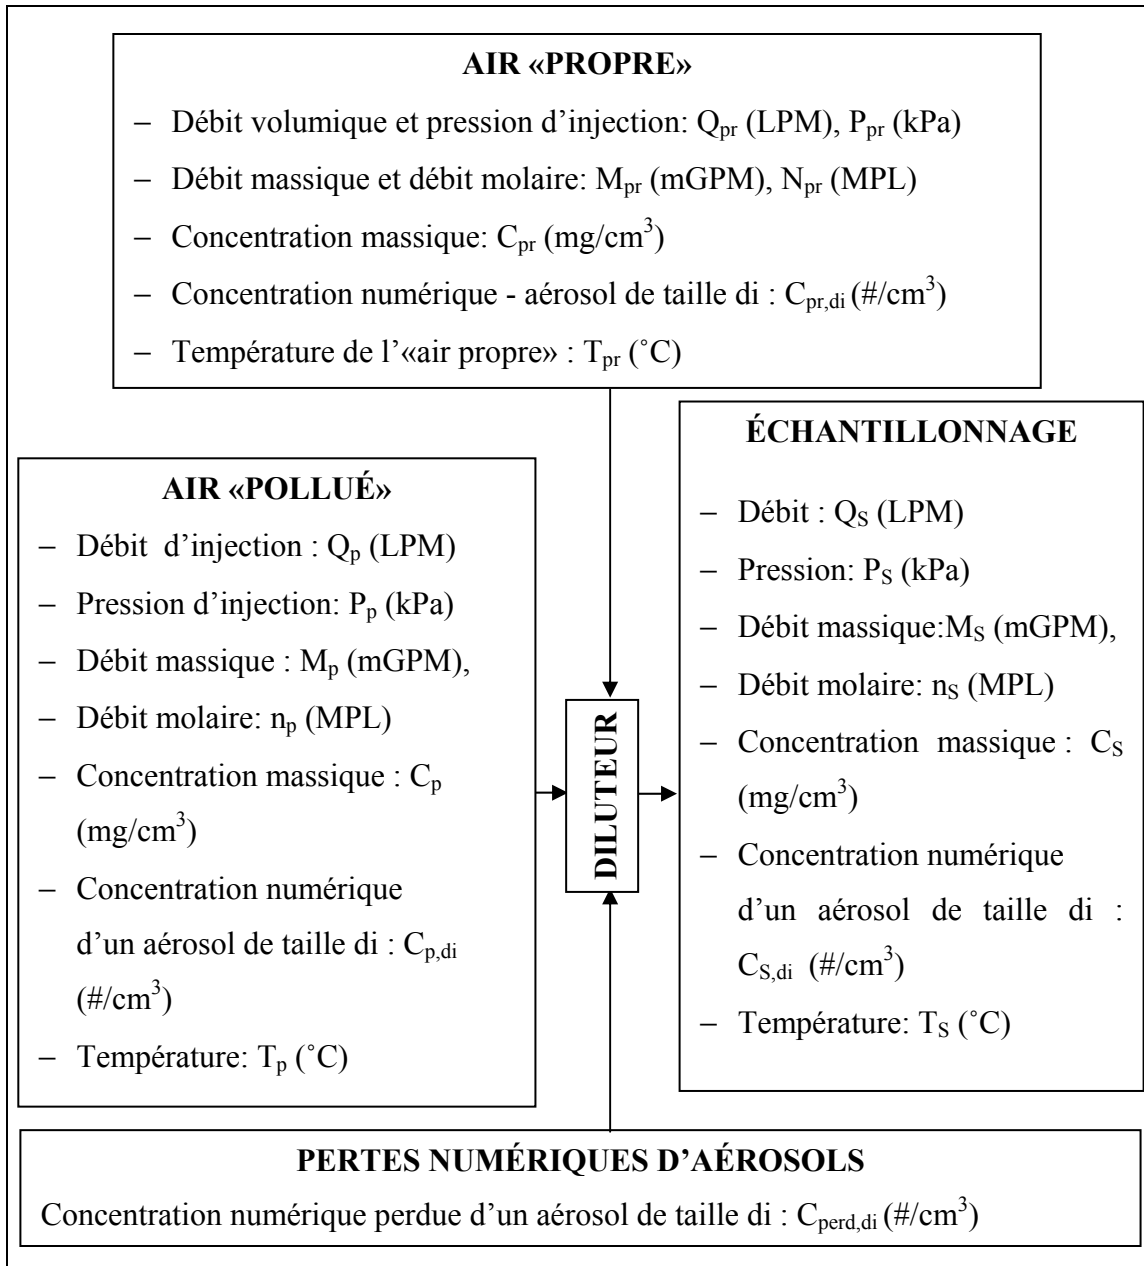 AIR «PROPRE»
– Débit volumique et pression d’injection: Qpr (LPM), Ppr (kPa)
– Débit massique et débit molaire: Mpr (mGPM), Npr (MPL)
– Concentration massique: Cpr (mg/cm3)
– Concentration numérique - aérosol de taille di : Cpr,di (#/cm3)
– Température de l’«air propre» : Tpr (˚C)
AIR «POLLUÉ»
– Débit d’injection : Qp (LPM)
– Pression d’injection: Pp (kPa)
– Débit massique : Mp (mGPM),
– Débit molaire: np (MPL)
– Concentration massique : Cp
(mg/cm3)
– Concentration numérique
d’un aérosol de taille di : Cp,di
(#/cm3)
– Température: Tp (˚C)
DILUTEUR
ÉCHANTILLONNAGE
– Débit : QS (LPM)
– Pression: PS (kPa)
– Débit massique:MS (mGPM),
– Débit molaire: nS (MPL)
– Concentration massique : CS
(mg/cm3)
– Concentration numérique
d’un aérosol de taille di :
CS,di (#/cm3)
– Température: TS (˚C)
PERTES NUMÉRIQUES D’AÉROSOLS
Concentration numérique perdue d’un aérosol de taille di : Cperd,di (#/cm3)